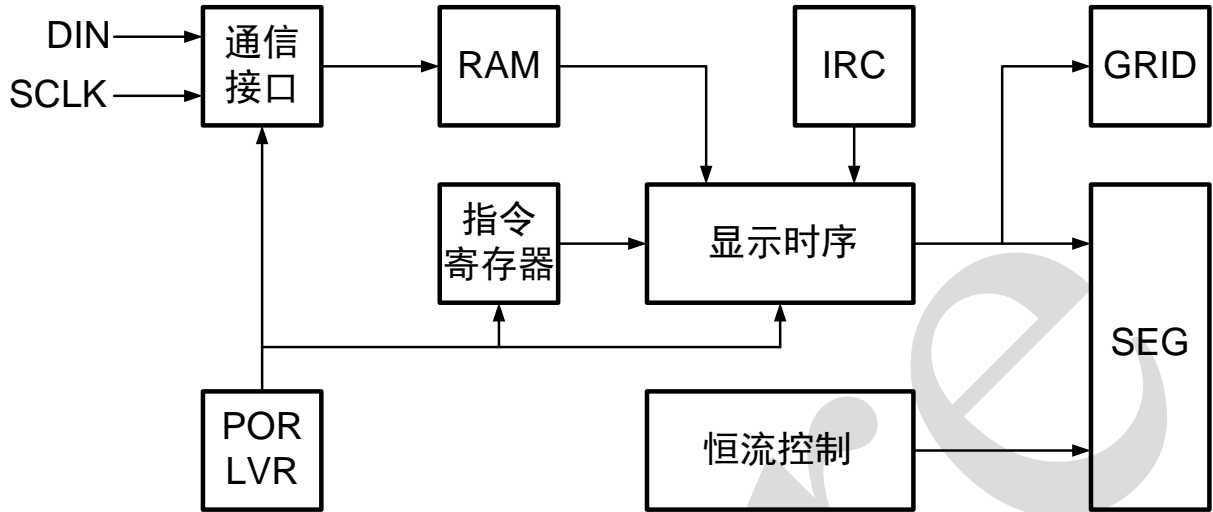 DIN
SCLK
通信
接口
RAM
IRC
GRID
指令
寄存器
显示时序
SEG
POR
LVR
恒流控制